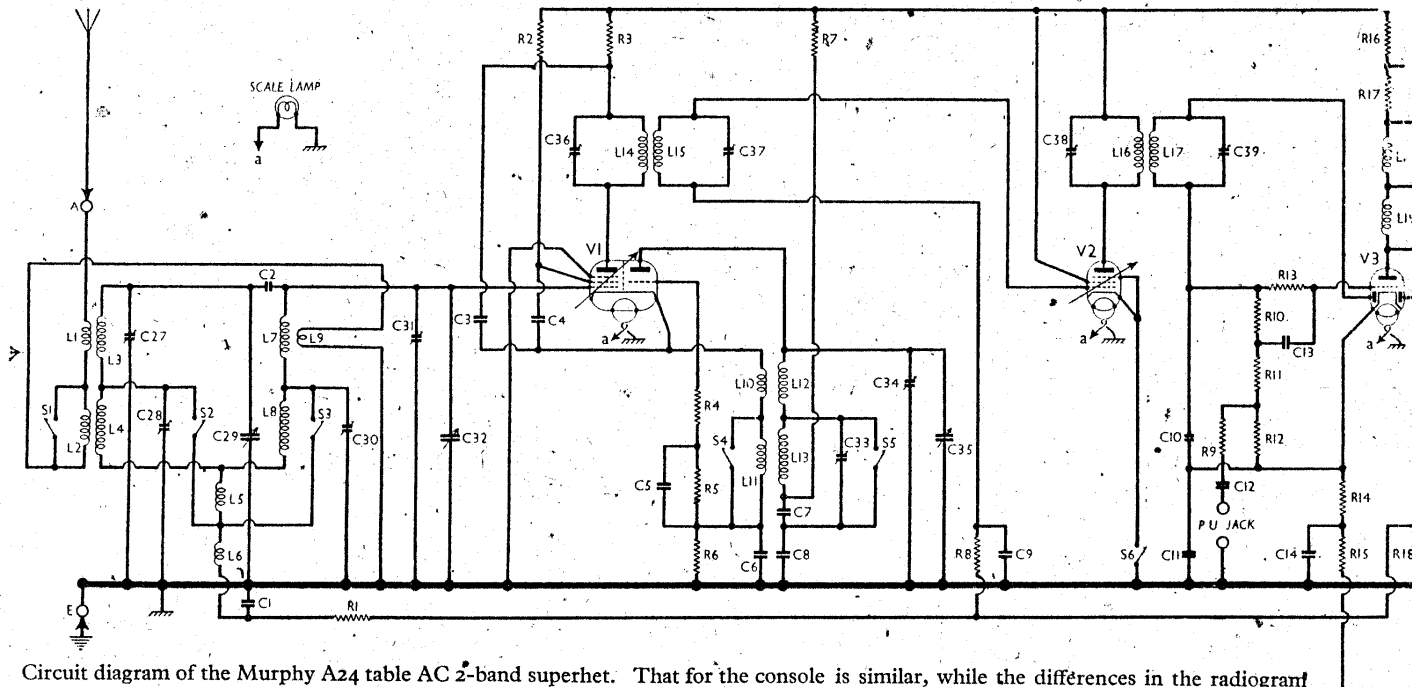 R2
R3
R7
R16
R17
SCALE LAMP
a
C36
L14
L15
C37
C38
L16
L17
C39
L19
A
V1
V2
V3
C2
R13
L1
L3
C27
L7
L9
C31
C3
C4
a
a
R10
C13
a
A
S1
L2
L4
C28
S2
C29
L8
S3
C30
C32
R4
L10
L12
C34
R11
L5
C5
R5
S4
L11
L13
C33
S5
C35
C10
R9
R12
C7
C12
R14
L6
R6
C6
C8
R8
C9
S6
C11
PU JACK
C14
R15
R18
E
C1
R1
Circuit diagram of the Murphy A24 table AC 2-band superhet. That for the console is similar, while the differences in the radiogram